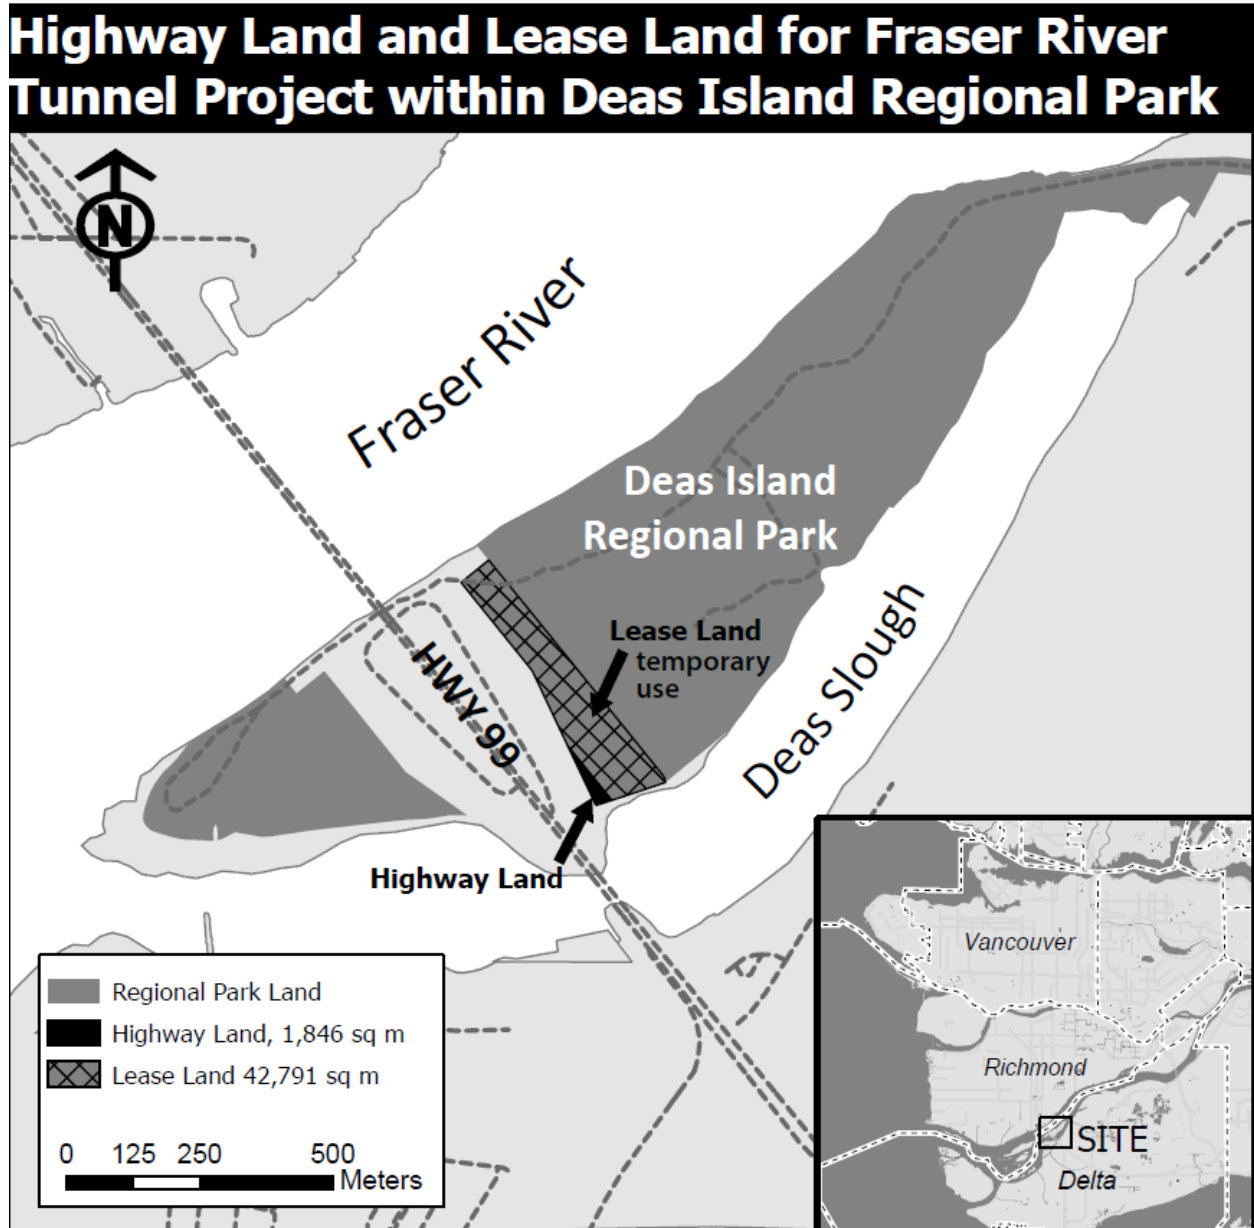 Highway Land and Lease Land for Fraser River
Tunnel Project within Deas Island Regional Park
N
Fraser River
Deas Island
Regional Park
Lease Land
temporary
use
HWY 99
Deas Slough
Highway Land
Regional Park Land
Highway Land, 1,846 sq m
Lease Land 42,791 sq m
0 125 250 500
Meters
Vancouver
Richmond
SITE
Delta